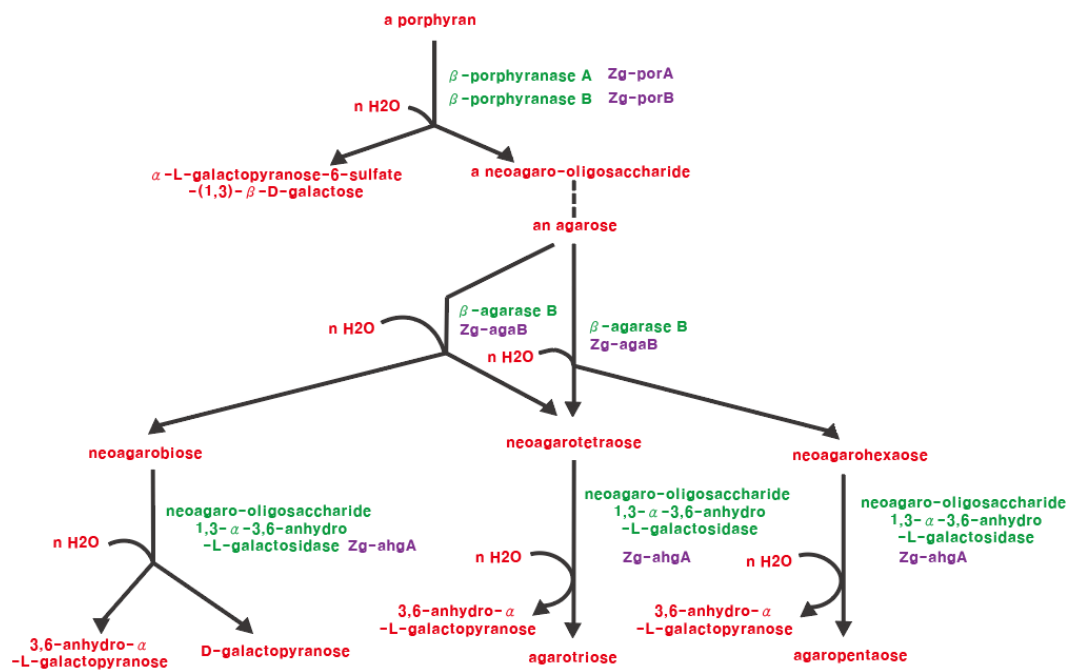 a porphyran
β-porphyranase A Zg-porA
β-porphyranase B Zg-porB
n H2O
α-L-galactopyranose-6-sulfate
-(1,3)-β-D-galactose
a neoagaro-oligosaccharide
an agarose
n H2O
β-agarase B
Zg-agaB
β-agarase B
Zg-agaB
n H2O
neoagarobiose
neoagarotetraose
neoagarohexaose
neoagaro-oligosaccharide
1,3-α-3,6-anhydro
-L-galactosidase Zg-ahgA
n H2O
neoagaro-oligosaccharide
1,3-α-3,6-anhydro
-L-galactosidase
Zg-ahgA
n H2O
neoagaro-oligosaccharide
1,3-α-3,6-anhydro
-L-galactosidase
Zg-ahgA
n H2O
3,6-anhydro-α
-L-galactopyranose
D-galactopyranose
3,6-anhydro-α
-L-galactopyranose
agarotriose
3,6-anhydro-α
-L-galactopyranose
agaropentaose